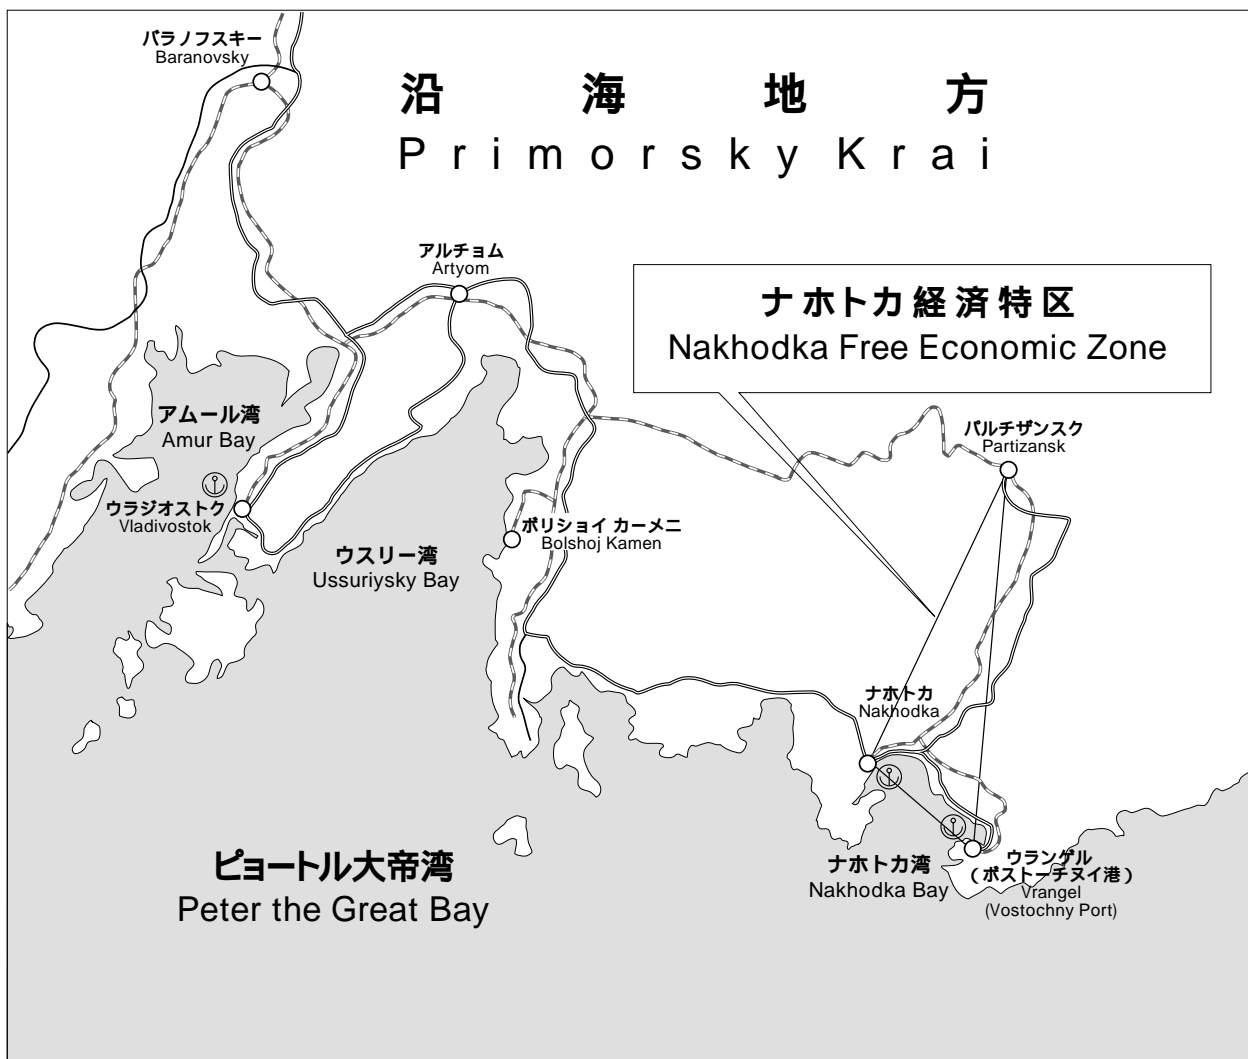 バラノフスキー
Baranovsky
沿海地方
Primorsky Krai
アルチョム
Artyom
ナホトカ経済特区
Nakhodka Free Economic Zone
アムール湾
Amur Bay
パルチザンスク
Partizansk
ウラジオストク
Vladivostok
ボリショイ カーメニ
Bolshoj Kamen
ウスリー湾
Ussuriysky Bay
ナホトカ
Nakhodka
ピョートル大帝湾
Peter the Great Bay
ナホトカ湾
Nakhodka Bay
ウランゲル
(ボストーチヌイ港)
Vrangel
(Vostochny Port)